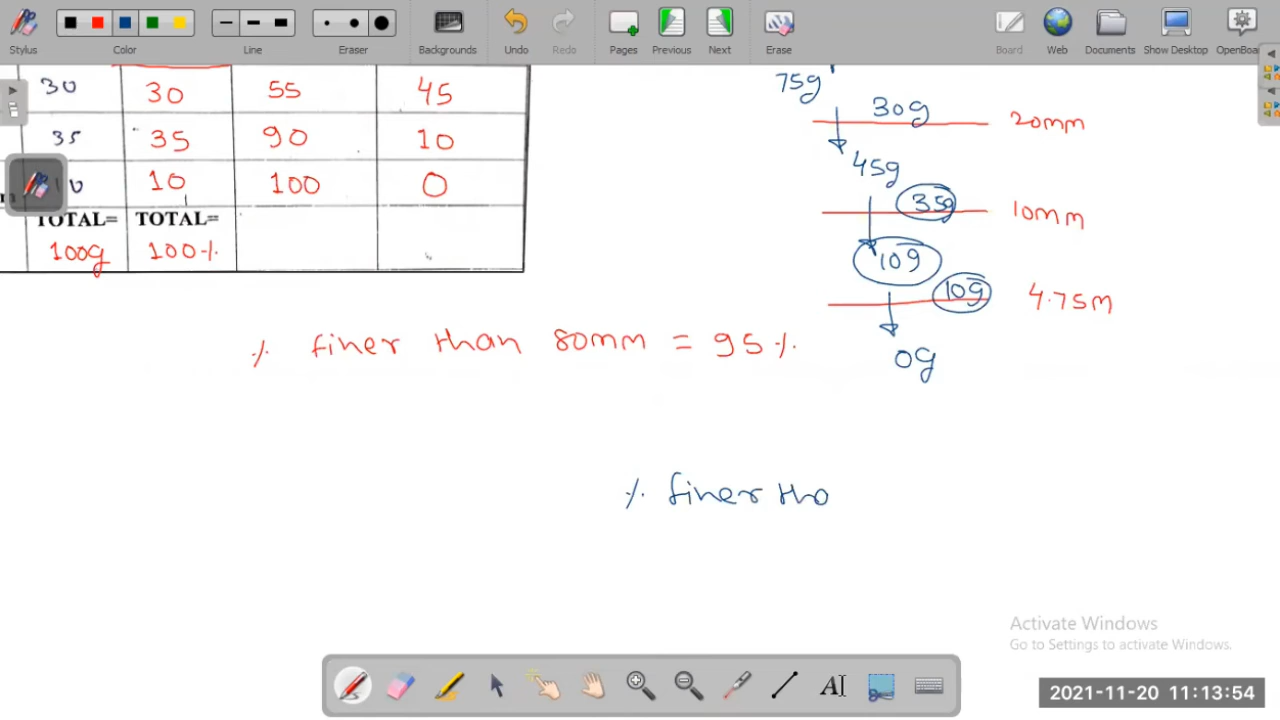 Stylus
Color
Line
Eraser
Backgrounds
Undo
Redo
Pages
Previous
Next
Erase
Board
Web
Documents
Show Desktop
OpenBoa
30 30 55 45
35 35 90 10
10 10 100 0
TOTAL= TOTAL=
100g 100%
75g
30g 20mm
45g
35g 10mm
10g
10g 4.75m
0g
% finer than 80mm = 95%
% finer tho
Activate Windows
Go to Settings to activate Windows.
2021-11-20 11:13:54